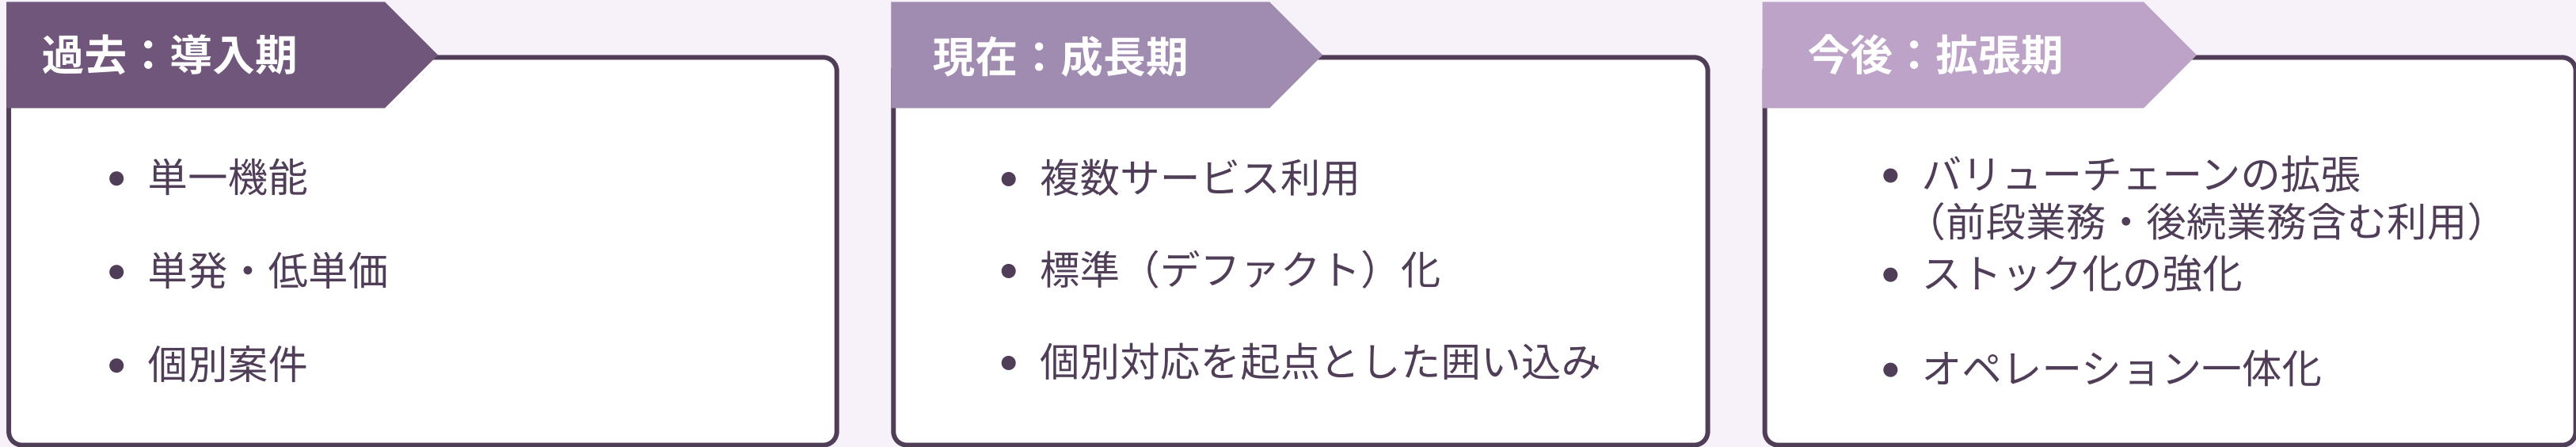 過去：導入期
• 単一機能
• 単発・低単価
• 個別案件
現在：成長期
• 複数サービス利用
• 標準（デファクト）化
• 個別対応を起点とした囲い込み
今後：拡張期
• バリューチェーンの拡張
（前段業務・後続業務含む利用）
• ストック化の強化
• オペレーション一体化